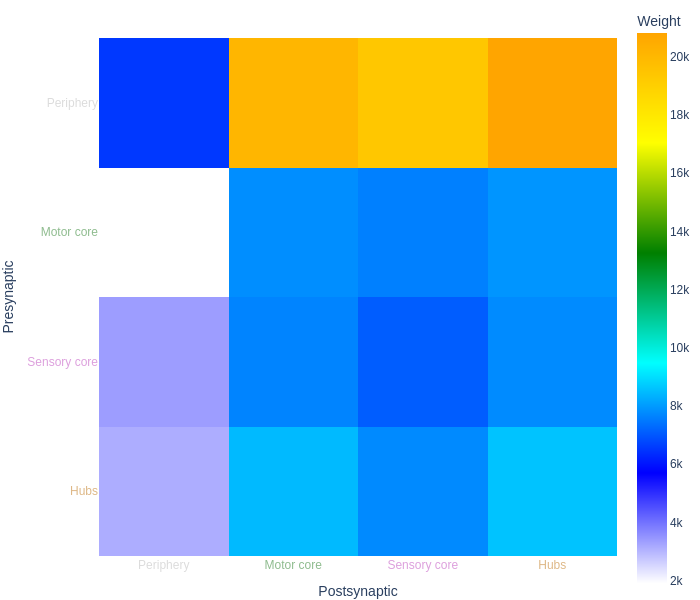 Weight
20k
18k
16k
14k
12k
10k
8k
6k
4k
2k
Presynaptic
Periphery
Motor core
Sensory core
Hubs
Periphery Motor core Sensory core Hubs
Postsynaptic